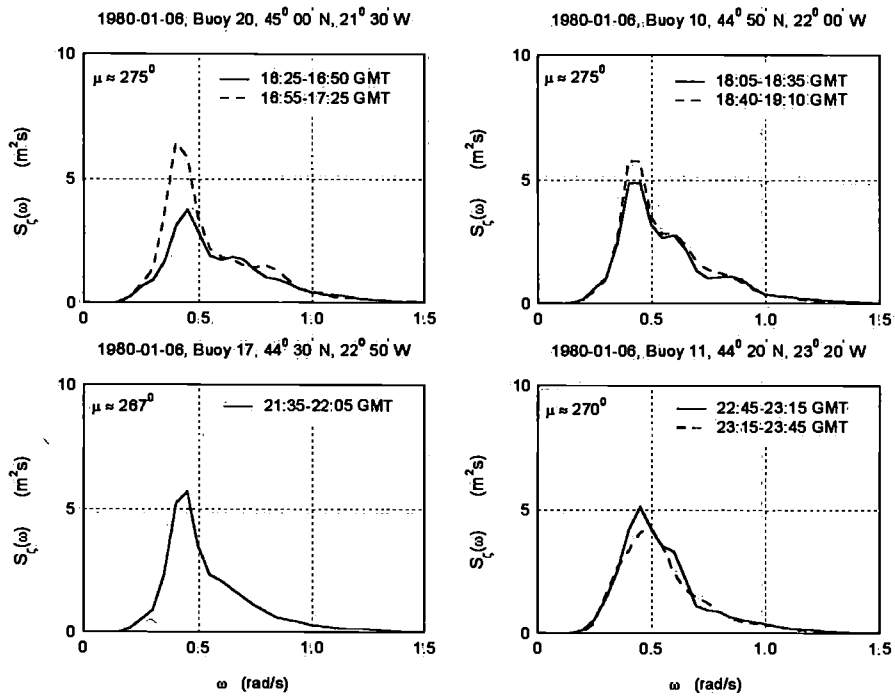 1980-01-06, Buoy 20, 45⁰ 00' N, 21⁰ 30' W
10
5
0
0
0.5
1.0
1.5
S_ζ(ω) (m²s)
μ ≈ 275⁰
16:25-16:50 GMT
16:55-17:25 GMT
1980-01-06, Buoy 10, 44⁰ 50' N, 22⁰ 00' W
10
5
0
0
0.5
1.0
1.5
S_ζ(ω) (m²s)
μ ≈ 275⁰
18:05-18:35 GMT
18:40-19:10 GMT
1980-01-06, Buoy 17, 44⁰ 30' N, 22⁰ 50' W
10
5
0
0
0.5
1.0
1.5
S_ζ(ω) (m²s)
μ ≈ 267⁰
21:35-22:05 GMT
ω (rad/s)
1980-01-06, Buoy 11, 44⁰ 20' N, 23⁰ 20' W
10
5
0
0
0.5
1.0
1.5
S_ζ(ω) (m²s)
μ ≈ 270⁰
22:45-23:15 GMT
23:15-23:45 GMT
ω (rad/s)